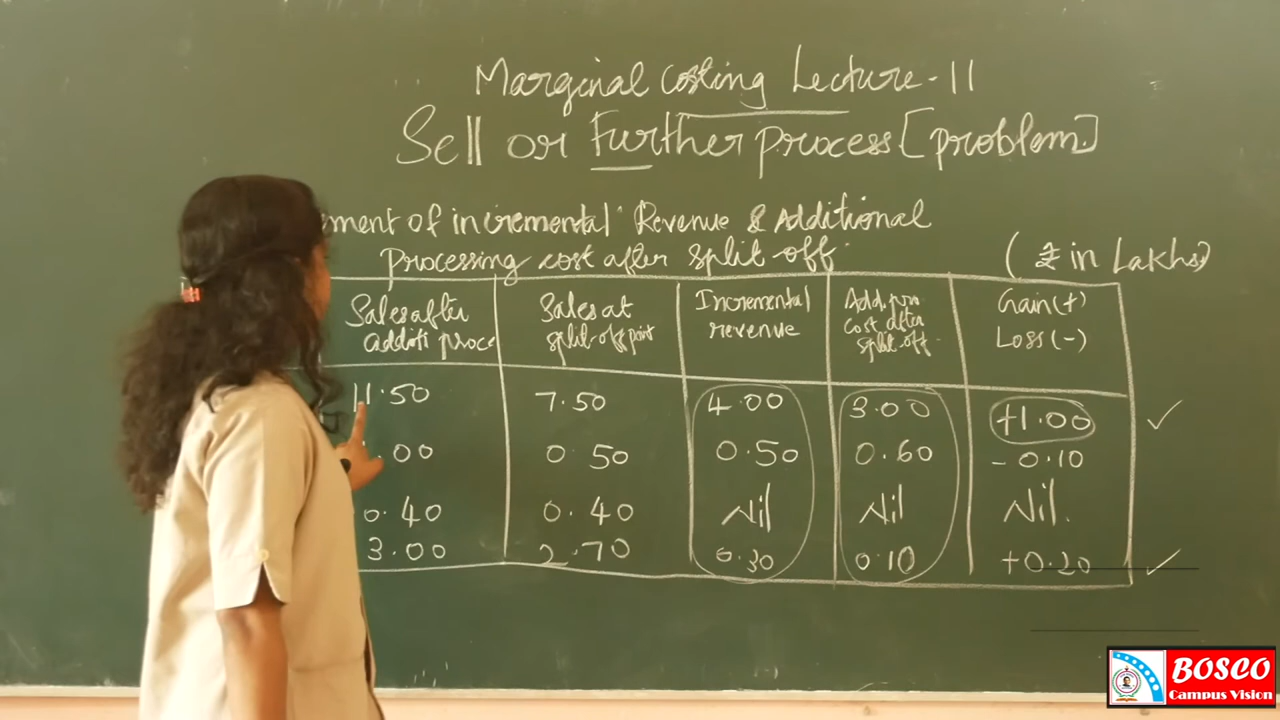 Marginal Costing Lecture - 11
Sell or Further process [problem]
ement of incremental Revenue & Additional
Processing cost after split off. (₹ in Lakhs)
Sales after additi proce
Sales at split-off point
Incremental revenue
Add. pro cost after split off.
Gain (+) Loss (-)
11.50 7.50 4.00 3.00 +1.00 ✓
.00 0.50 0.50 0.60 - 0.10
0.40 0.40 Nil Nil Nil.
3.00 2.70 0.30 0.10 +0.20 ✓
BOSCO
Campus Vision